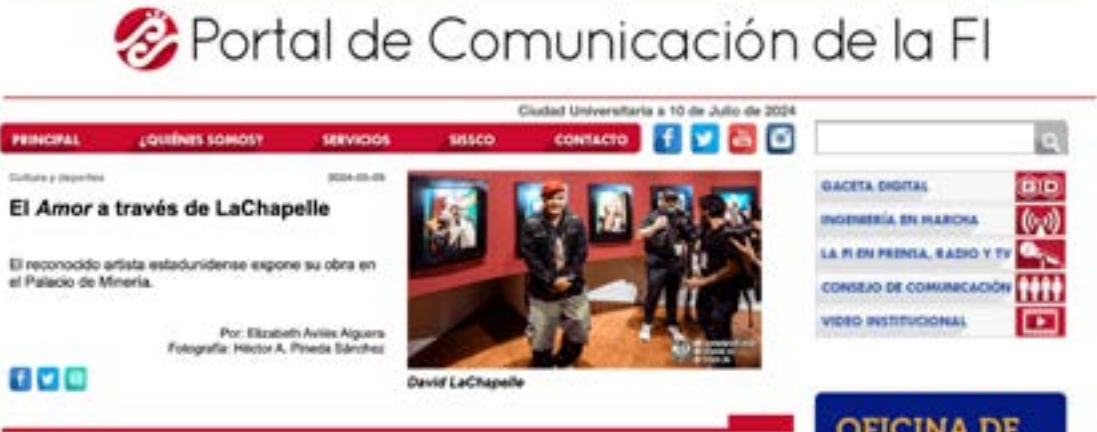 Portal de Comunicación de la FI
Ciudad Universitaria a 10 de Julio de 2024
PRINCIPAL
¿QUIÉNES SOMOS?
SERVICIOS
SISSCO
CONTACTO
Cultura y deportes
El Amor a través de LaChapelle
El reconocido artista estadunidense expone su obra en
el Palacio de Minería.
Por: Elizabeth Avilés Alguera
Fotografía: Héctor A. Pineda Sánchez
David LaChapelle
GACETA DIGITAL
INGENIERÍA EN MARCHA
LA FI EN PRENSA, RADIO Y TV
CONSEJO DE COMUNICACIÓN
VIDEO INSTITUCIONAL
OFICINA DE